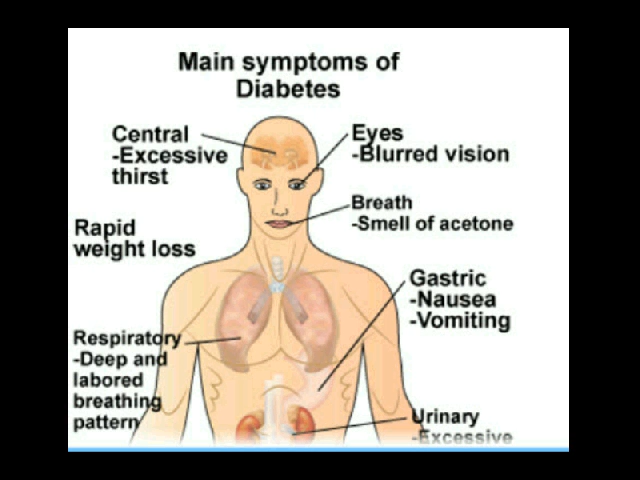 Main symptoms of
Diabetes
Central
-Excessive
thirst
Eyes
-Blurred vision
Breath
-Smell of acetone
Rapid
weight loss
Gastric
-Nausea
-Vomiting
Respiratory
-Deep and
labored
breathing
pattern
Urinary
-Excessive